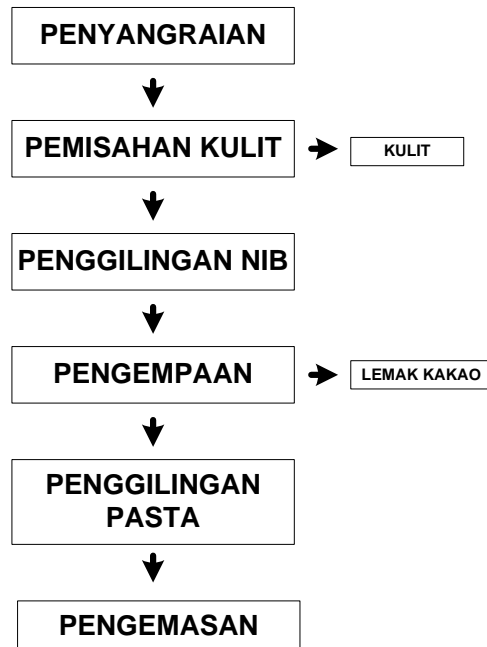 PENYANGRAIAN
PEMISAHAN KULIT
KULIT
PENGGILINGAN NIB
PENGEMPAAN
LEMAK KAKAO
PENGGILINGAN
PASTA
PENGEMASAN